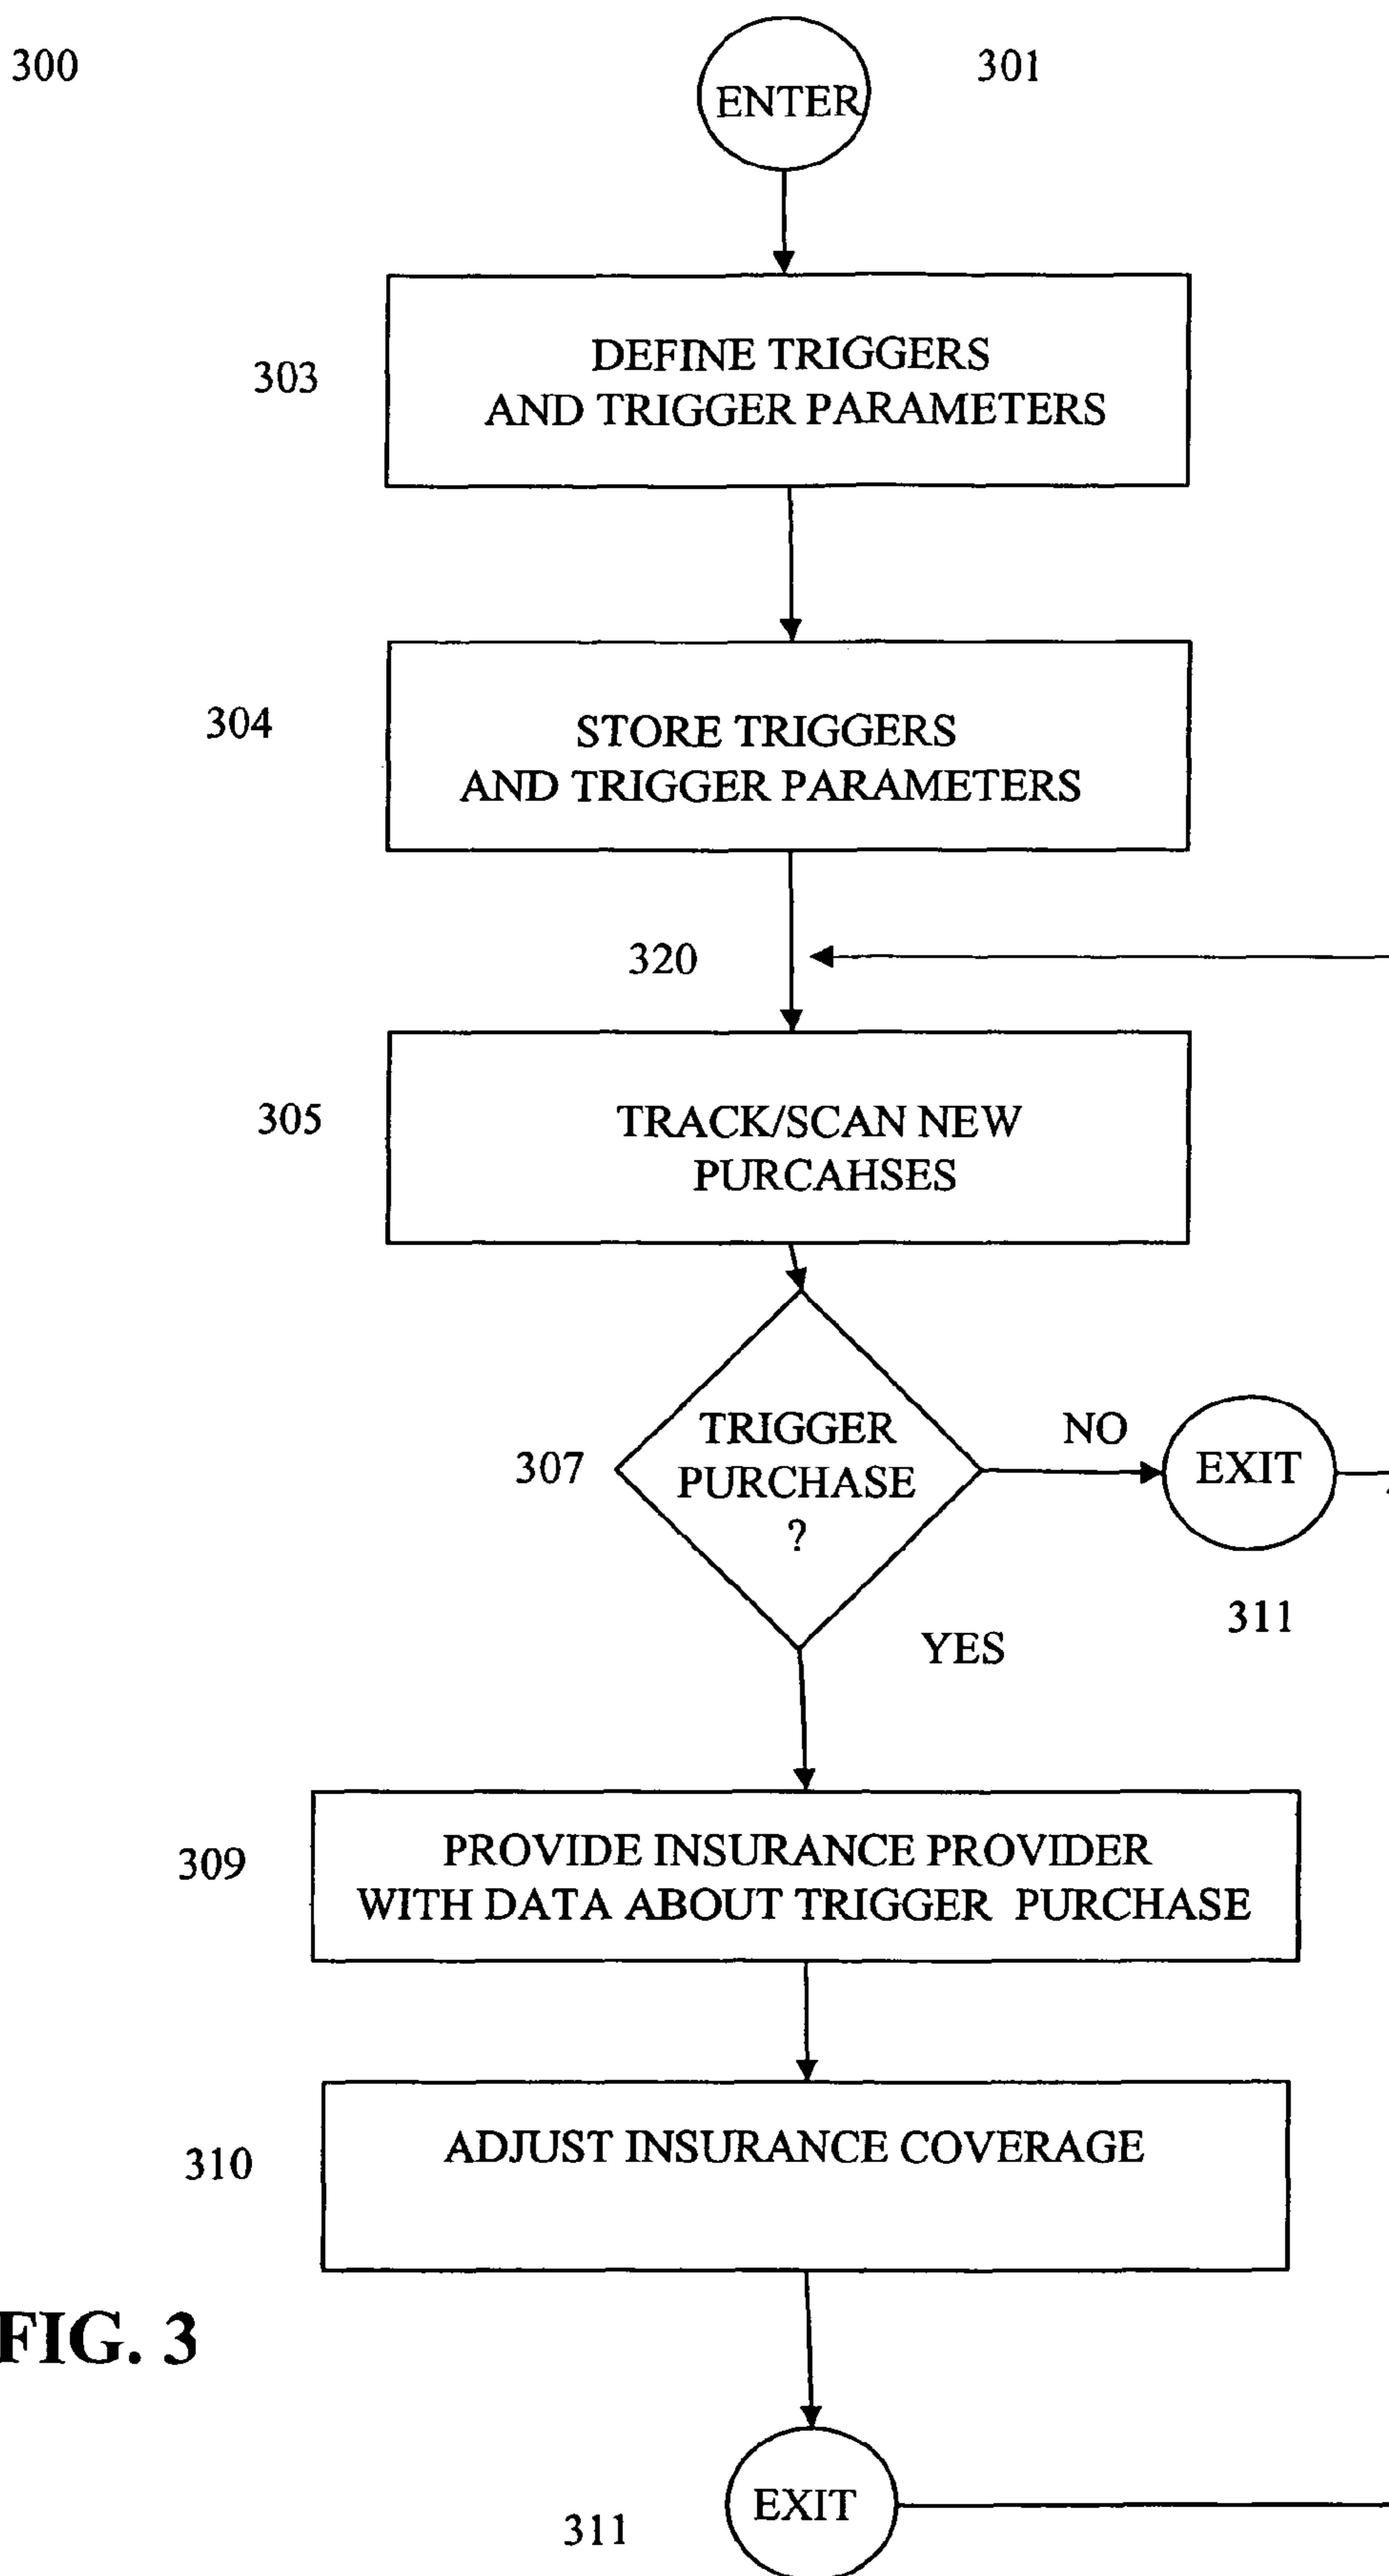 300
301
ENTER
303
DEFINE TRIGGERS
AND TRIGGER PARAMETERS
304
STORE TRIGGERS
AND TRIGGER PARAMETERS
320
305
TRACK/SCAN NEW
PURCAHSES
307
TRIGGER
PURCHASE
?
NO
EXIT
311
YES
309
PROVIDE INSURANCE PROVIDER
WITH DATA ABOUT TRIGGER PURCHASE
310
ADJUST INSURANCE COVERAGE
FIG. 3
EXIT
311